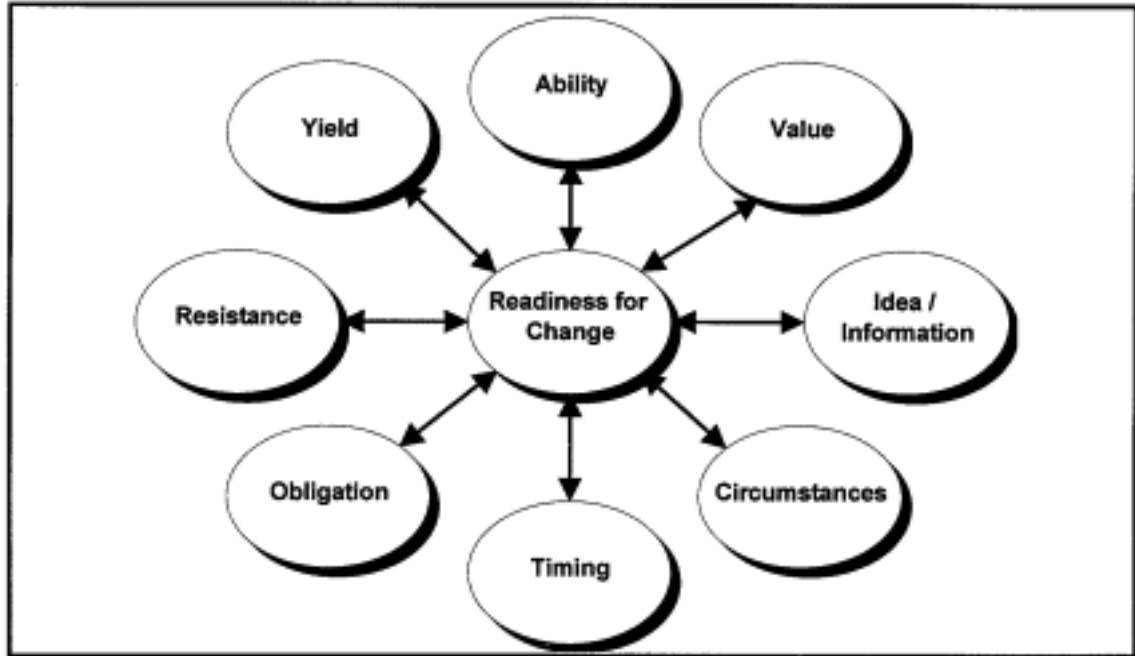 Ability
Yield
Value
Resistance
Readiness for
Change
Idea /
Information
Obligation
Circumstances
Timing